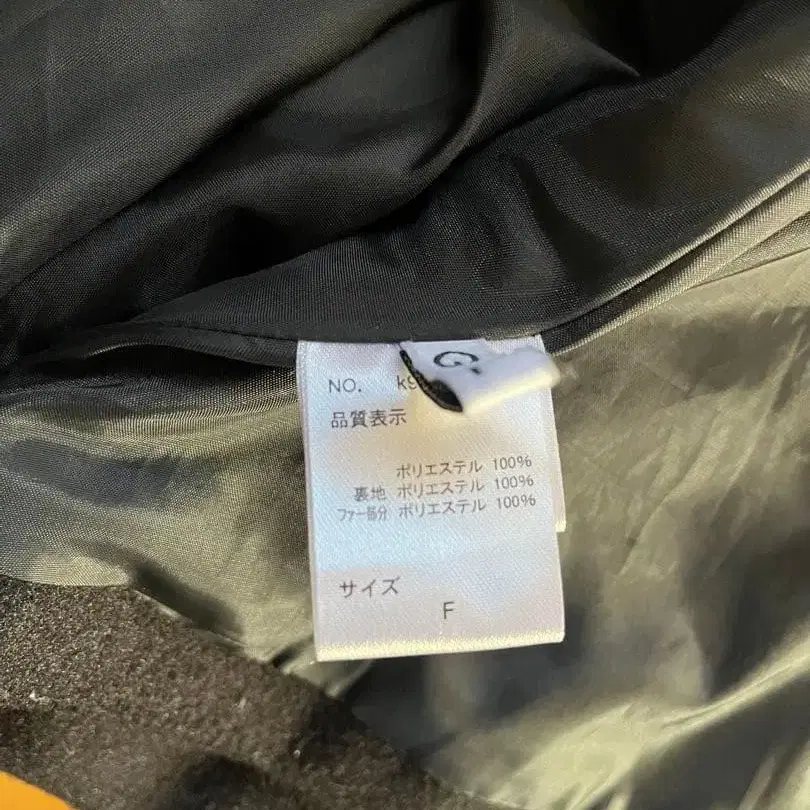 G
NO. k9
品質表示
ポリエステル 100%
裏地 ポリエステル 100%
ファー部分 ポリエステル 100%
サイズ
F